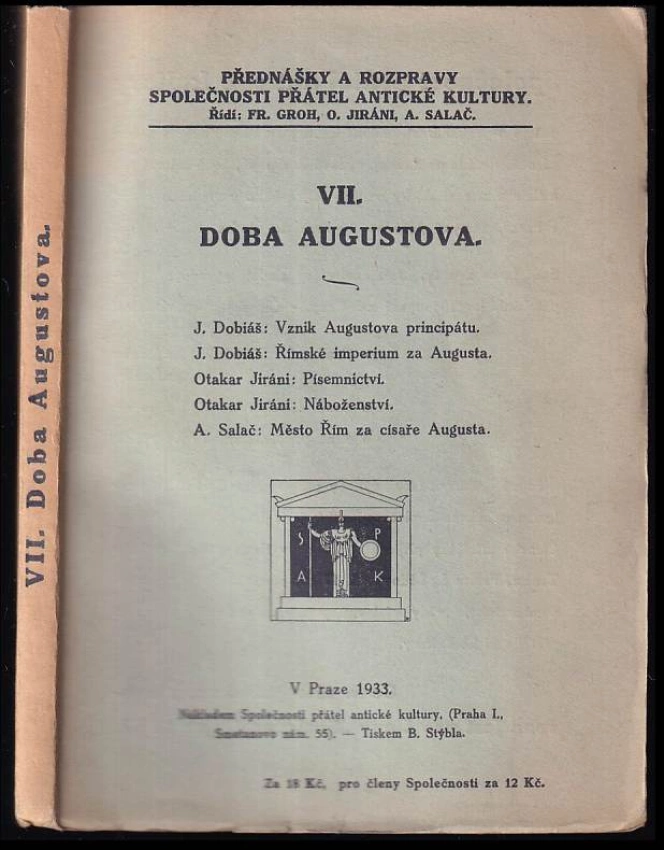 VII. Doba Augustova.
PŘEDNÁŠKY A ROZPRAVY
SPOLEČNOSTI PŘÁTEL ANTICKÉ KULTURY.
Řídí: FR. GROH, O. JIRÁNI, A. SALAČ.
VII.
DOBA AUGUSTOVA.
J. Dobiáš: Vznik Augustova principátu.
J. Dobiáš: Římské imperium za Augusta.
Otakar Jiráni: Písemnictví.
Otakar Jiráni: Náboženství.
A. Salač: Město Řím za císaře Augusta.
S P
A K
V Praze 1933.
Nákladem Společnosti přátel antické kultury. (Praha I.,
Smetanovo nám. 55). — Tiskem B. Stýbla.
Za 18 Kč, pro členy Společnosti za 12 Kč.